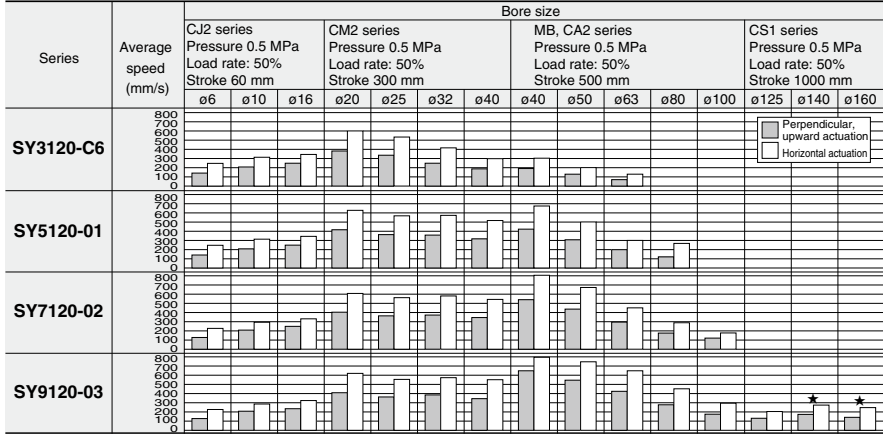 Bore size
Series
Average
speed
(mm/s)
CJ2 series
Pressure 0.5 MPa
Load rate: 50%
Stroke 60 mm
CM2 series
Pressure 0.5 MPa
Load rate: 50%
Stroke 300 mm
MB, CA2 series
Pressure 0.5 MPa
Load rate: 50%
Stroke 500 mm
CS1 series
Pressure 0.5 MPa
Load rate: 50%
Stroke 1000 mm
ø6 ø10 ø16 ø20 ø25 ø32 ø40 ø40 ø50 ø63 ø80 ø100 ø125 ø140 ø160
SY3120-C6
800
700
600
500
400
300
200
100
0
Perpendicular,
upward actuation
Horizontal actuation
SY5120-01
800
700
600
500
400
300
200
100
0
SY7120-02
800
700
600
500
400
300
200
100
0
SY9120-03
800
700
600
500
400
300
200
100
0
★ ★